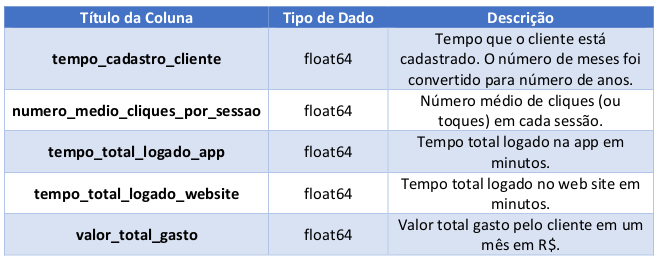 Título da Coluna Tipo de Dado Descrição
tempo_cadastro_cliente float64 Tempo que o cliente está
cadastrado. O número de meses foi
convertido para número de anos.
numero_medio_cliques_por_sessao float64 Número médio de cliques (ou
toques) em cada sessão.
tempo_total_logado_app float64 Tempo total logado na app em
minutos.
tempo_total_logado_website float64 Tempo total logado no web site em
minutos.
valor_total_gasto float64 Valor total gasto pelo cliente em um
mês em R$.